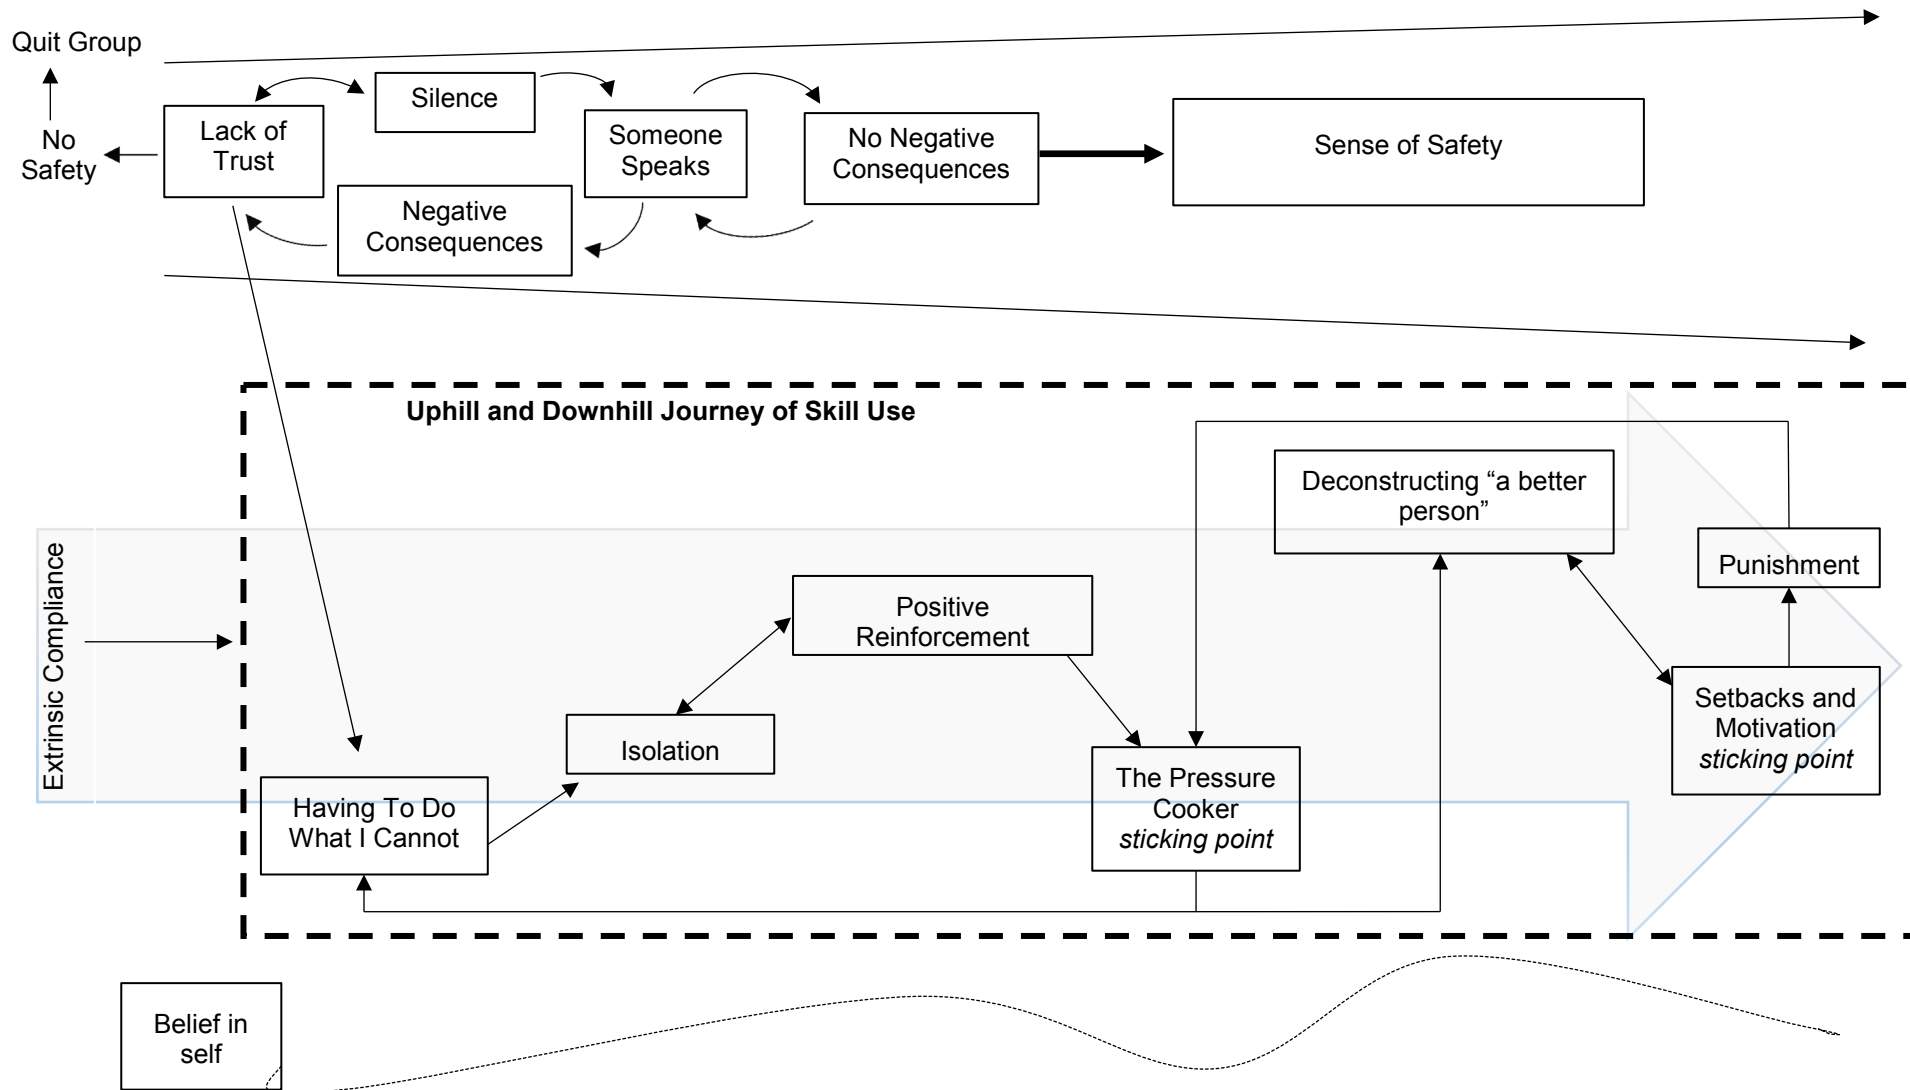 Quit Group
No
Safety
Lack of
Trust
Silence
Someone
Speaks
Negative
Consequences
No Negative
Consequences
Sense of Safety
Uphill and Downhill Journey of Skill Use
Extrinsic Compliance
Having To Do
What I Cannot
Isolation
Positive
Reinforcement
The Pressure
Cooker
sticking point
Deconstructing “a better
person”
Punishment
Setbacks and
Motivation
sticking point
Belief in
self